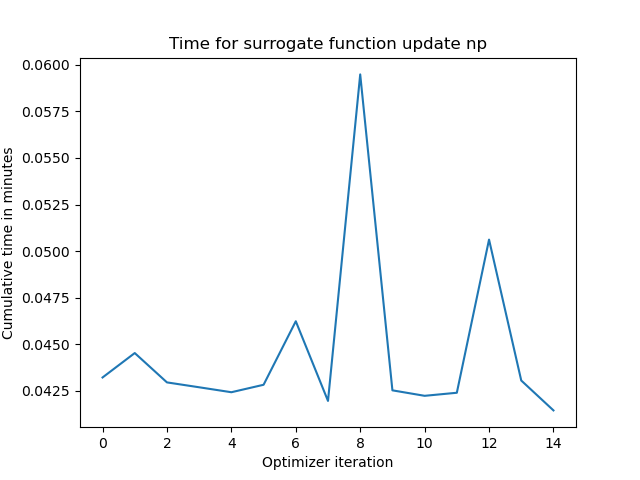 Time for surrogate function update np
Cumulative time in minutes
0.0600
0.0575
0.0550
0.0525
0.0500
0.0475
0.0450
0.0425
0 2 4 6 8 10 12 14
Optimizer iteration